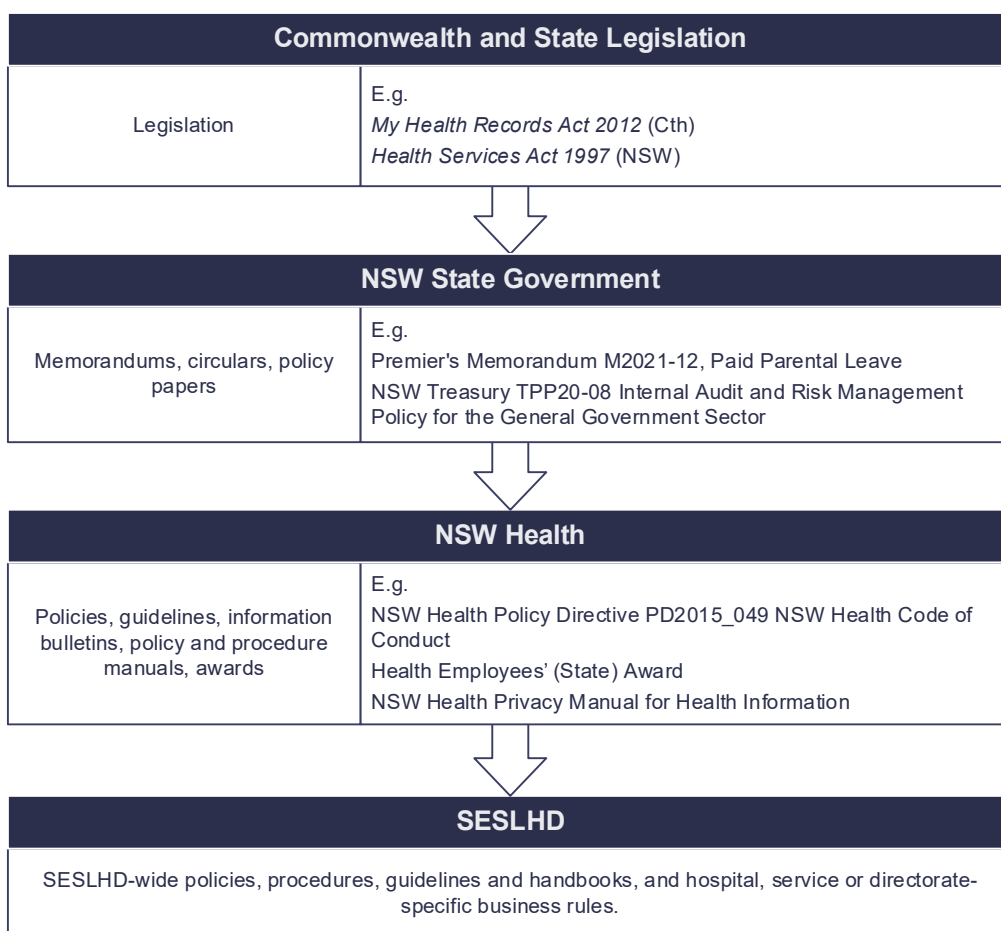 Commonwealth and State Legislation
Legislation
E.g.
My Health Records Act 2012 (Cth)
Health Services Act 1997 (NSW)
NSW State Government
Memorandums, circulars, policy
papers
E.g.
Premier's Memorandum M2021-12, Paid Parental Leave
NSW Treasury TPP20-08 Internal Audit and Risk Management
Policy for the General Government Sector
NSW Health
Policies, guidelines, information
bulletins, policy and procedure
manuals, awards
E.g.
NSW Health Policy Directive PD2015_049 NSW Health Code of
Conduct
Health Employees’ (State) Award
NSW Health Privacy Manual for Health Information
SESLHD
SESLHD-wide policies, procedures, guidelines and handbooks, and hospital, service or directorate-
specific business rules.